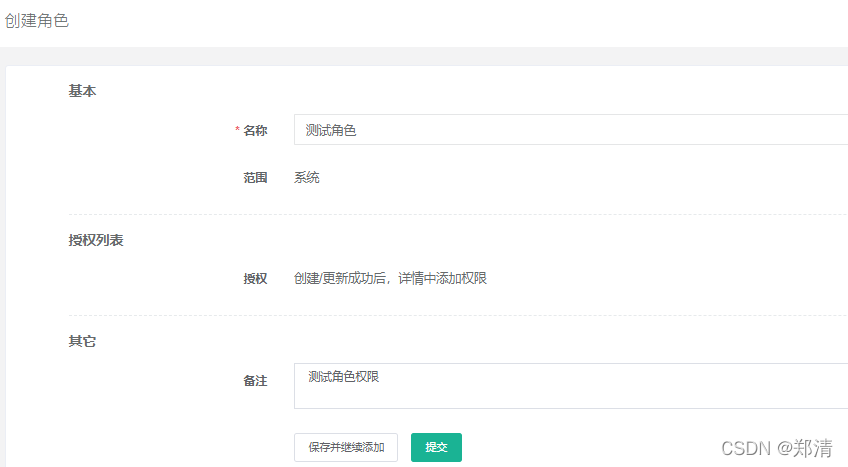 创建角色
基本
* 名称 测试角色
范围 系统
授权列表
授权 创建/更新成功后，详情中添加权限
其它
备注 测试角色权限
保存并继续添加 提交
CSDN @郑清